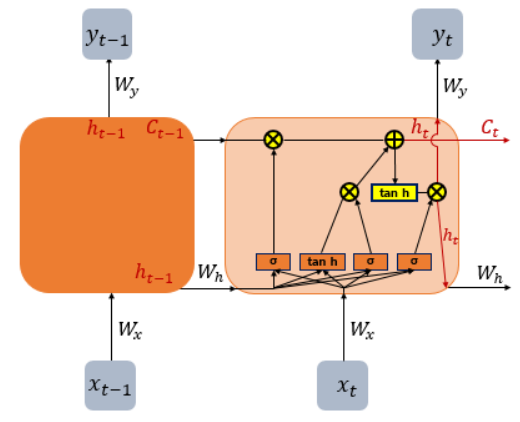 y_{t-1} y_t
W_y W_y
h_{t-1} C_{t-1} h_t C_t
tan h
h_t
σ tan h σ σ
h_{t-1} W_h W_h
W_x W_x
x_{t-1} x_t